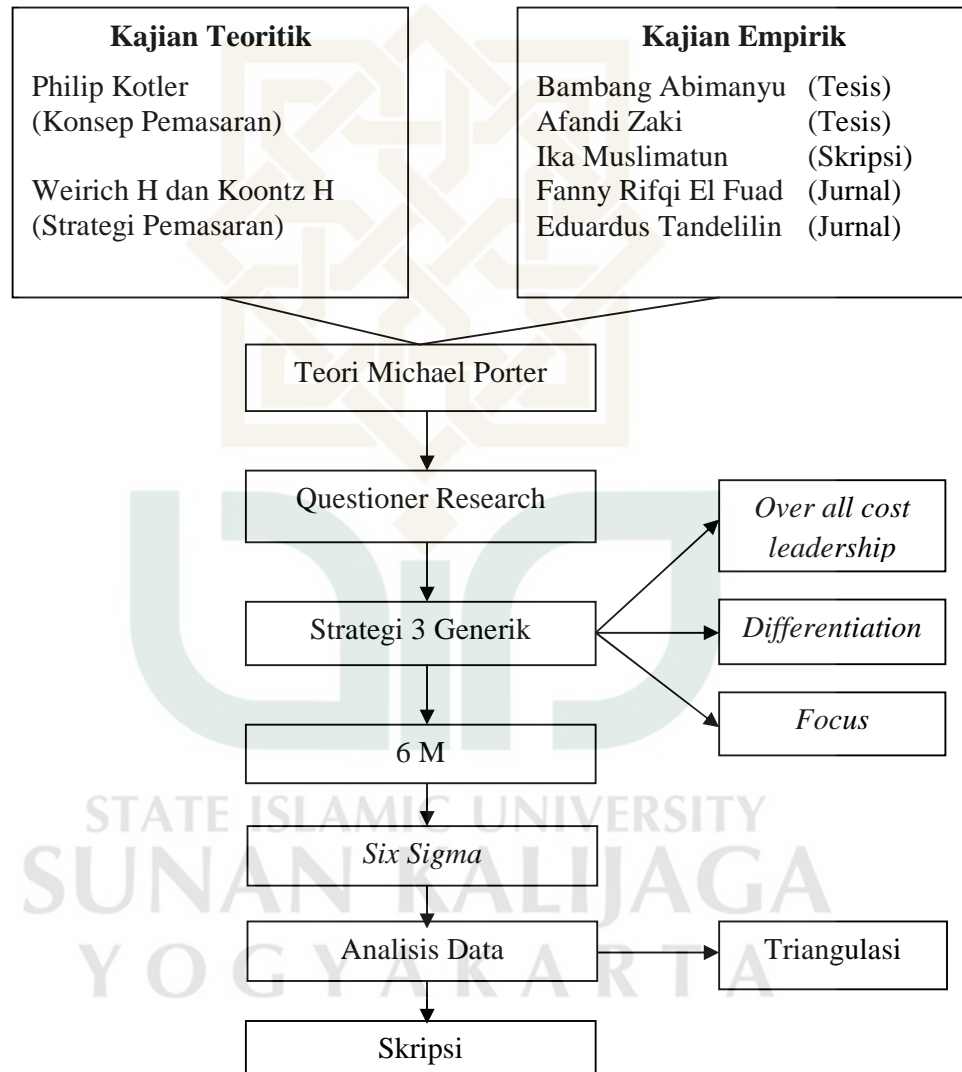 Kajian Teoritik
Philip Kotler
(Konsep Pemasaran)
Weirich H dan Koontz H
(Strategi Pemasaran)
Kajian Empirik
Bambang Abimanyu (Tesis)
Afandi Zaki (Tesis)
Ika Muslimatun (Skripsi)
Fanny Rifqi El Fuad (Jurnal)
Eduardus Tandelilin (Jurnal)
Teori Michael Porter
Questioner Research
Strategi 3 Generik
Over all cost
leadership
Differentiation
Focus
6 M
Six Sigma
Analisis Data
Triangulasi
Skripsi
STATE ISLAMIC UNIVERSITY
SUNAN KALIJAGA
YOGYAKARTA